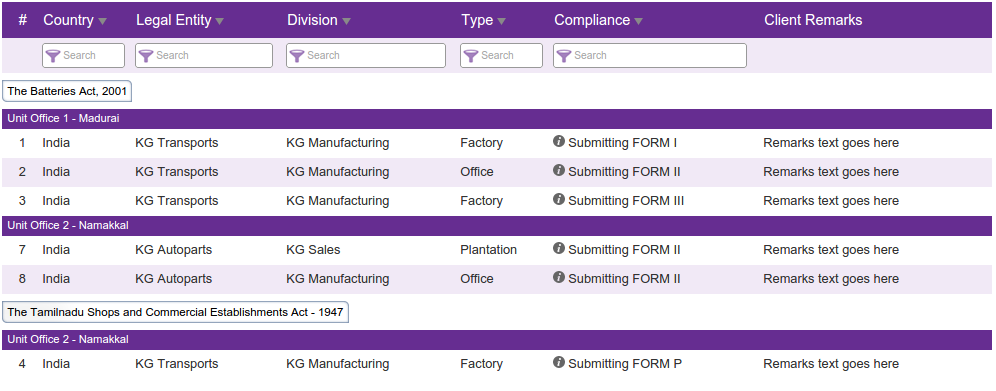 # Country Legal Entity Division Type Compliance Client Remarks
Search Search Search Search Search
The Batteries Act, 2001
Unit Office 1 - Madurai
1 India KG Transports KG Manufacturing Factory Submitting FORM I Remarks text goes here
2 India KG Transports KG Manufacturing Office Submitting FORM II Remarks text goes here
3 India KG Transports KG Manufacturing Factory Submitting FORM III Remarks text goes here
Unit Office 2 - Namakkal
7 India KG Autoparts KG Sales Plantation Submitting FORM II Remarks text goes here
8 India KG Autoparts KG Manufacturing Office Submitting FORM II Remarks text goes here
The Tamilnadu Shops and Commercial Establishments Act - 1947
Unit Office 2 - Namakkal
4 India KG Transports KG Manufacturing Factory Submitting FORM P Remarks text goes here